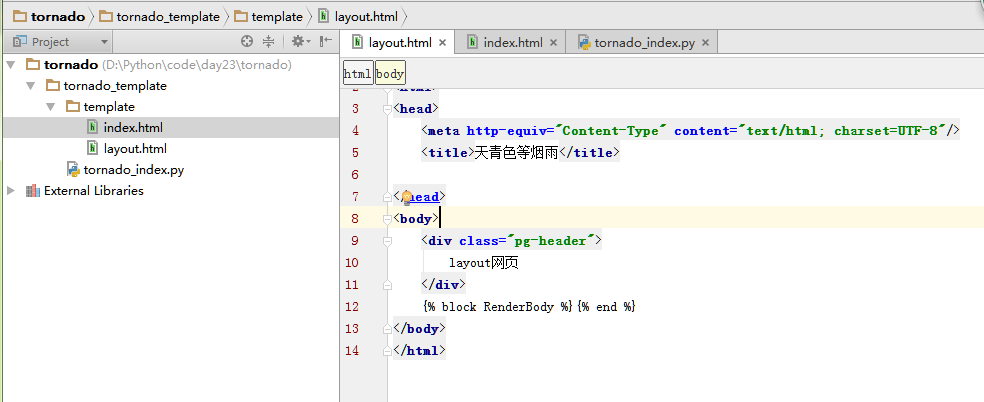 tornado tornado_template template layout.html
Project
layout.html index.html tornado_index.py
tornado (D:\Python\code\day23\tornado)
tornado_template
template
index.html
layout.html
tornado_index.py
External Libraries
html body
2 <html>
3 <head>
4 <meta http-equiv="Content-Type" content="text/html; charset=UTF-8"/>
5 <title>天青色等烟雨</title>
6
7 </head>
8 <body>
9 <div class="pg-header">
10 layout网页
11 </div>
12 {% block RenderBody %}{% end %}
13 </body>
14 </html>